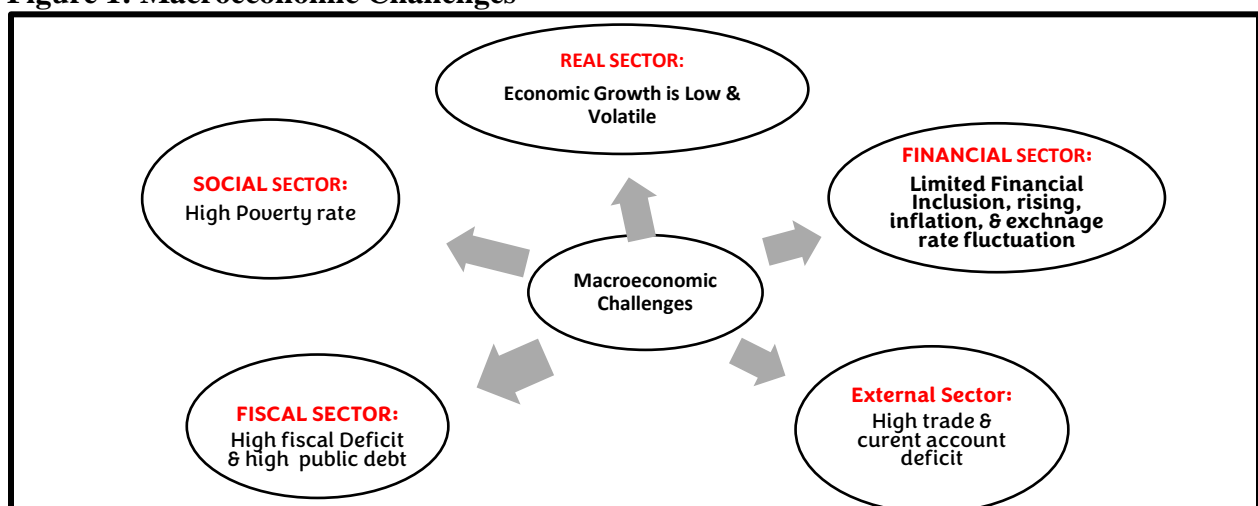 Figure 1: Macroeconomic Challenges
REAL SECTOR:
Economic Growth is Low &
Volatile
SOCIAL SECTOR:
High Poverty rate
FINANCIAL SECTOR:
Limited Financial
Inclusion, rising,
inflation, & exchnage
rate fluctuation
Macroeconomic
Challenges
FISCAL SECTOR:
High fiscal Deficit
& high public debt
External Sector:
High trade &
curent account
deficit